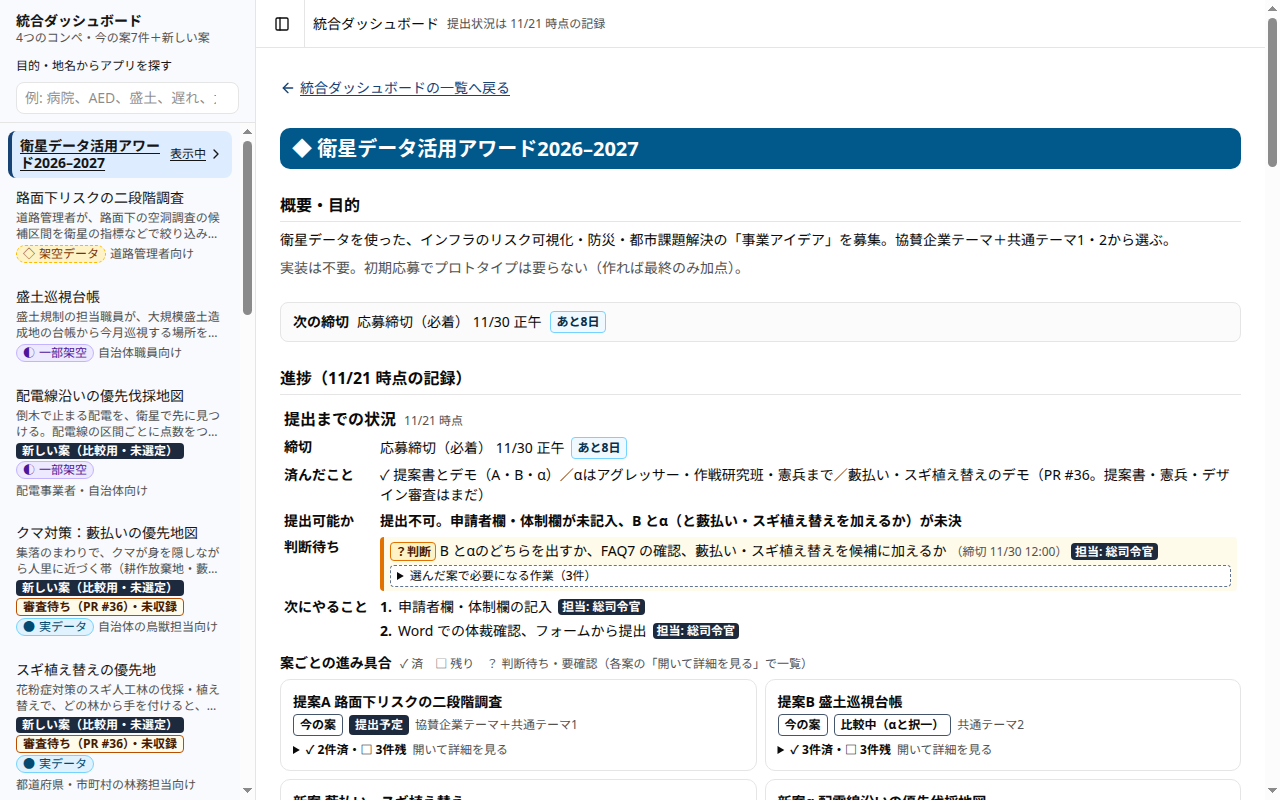 統合ダッシュボード
4つのコンペ・今の案7件＋新しい案
目的・地名からアプリを探す
例: 病院、AED、盛土、遅れ、:
衛星データ活用アワー
ド2026–2027
表示中
路面下リスクの二段階調査
道路管理者が、路面下の空洞調査の候
補区間を衛星の指標などで絞り込み…
◇ 架空データ 道路管理者向け
盛土巡視台帳
盛土規制の担当職員が、大規模盛土造
成地の台帳から今月巡視する場所を…
◐ 一部架空 自治体職員向け
配電線沿いの優先伐採地図
倒木で止まる配電を、衛星で先に見つ
ける。配電線の区間ごとに点数をつ…
新しい案（比較用・未選定）
◐ 一部架空
配電事業者・自治体向け
クマ対策：藪払いの優先地図
集落のまわりで、クマが身を隠しなが
ら人里に近づく帯（耕作放棄地・藪…
新しい案（比較用・未選定）
審査待ち（PR #36）・未収録
● 実データ 自治体の鳥獣担当向け
スギ植え替えの優先地
花粉症対策のスギ人工林の伐採・植え
替えで、どの林から手を付けると、…
新しい案（比較用・未選定）
審査待ち（PR #36）・未収録
● 実データ
都道府県・市町村の林務担当向け
統合ダッシュボード 提出状況は 11/21 時点の記録
← 統合ダッシュボードの一覧へ戻る
◆ 衛星データ活用アワード2026–2027
概要・目的
衛星データを使った、インフラのリスク可視化・防災・都市課題解決の「事業アイデア」を募集。協賛企業テーマ＋共通テーマ1・2から選ぶ。
実装は不要。初期応募でプロトタイプは要らない（作れば最終のみ加点）。
次の締切 応募締切（必着） 11/30 正午 あと8日
進捗（11/21 時点の記録）
提出までの状況 11/21 時点
締切 応募締切（必着） 11/30 正午 あと8日
済んだこと ✓ 提案書とデモ（A・B・α）／αはアグレッサー・作戦研究班・憲兵まで／藪払い・スギ植え替えのデモ（PR #36。提案書・憲兵・デザ
イン審査はまだ）
提出可能か 提出不可。申請者欄・体制欄が未記入、B とα（と藪払い・スギ植え替えを加えるか）が未決
判断待ち ? 判断 B とαのどちらを出すか、FAQ7 の確認、藪払い・スギ植え替えを候補に加えるか （締切 11/30 12:00） 担当: 総司令官
▶ 選んだ案で必要になる作業（3件）
次にやること 1. 申請者欄・体制欄の記入 担当: 総司令官
2. Word での体裁確認、フォームから提出 担当: 総司令官
案ごとの進み具合 ✓ 済 □ 残り ? 判断待ち・要確認（各案の「開いて詳細を見る」で一覧）
提案A 路面下リスクの二段階調査
今の案 提出予定 協賛企業テーマ＋共通テーマ1
▶ ✓ 2件済・□ 3件残 開いて詳細を見る
提案B 盛土巡視台帳
今の案 比較中（αと択一） 共通テーマ2
▶ ✓ 3件済・□ 3件残 開いて詳細を見る